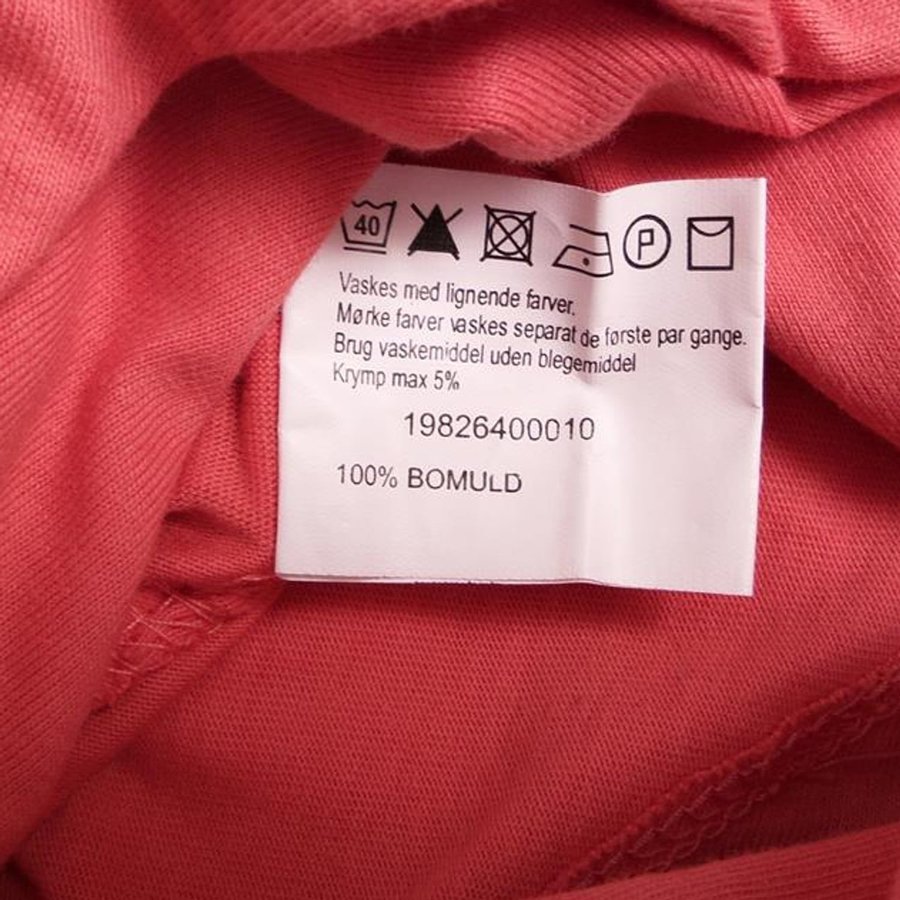 40 P
Vaskes med lignende farver.
Mørke farver vaskes separat de første par gange.
Brug vaskemiddel uden blegemiddel
Krymp max 5%
19826400010
100% BOMULD